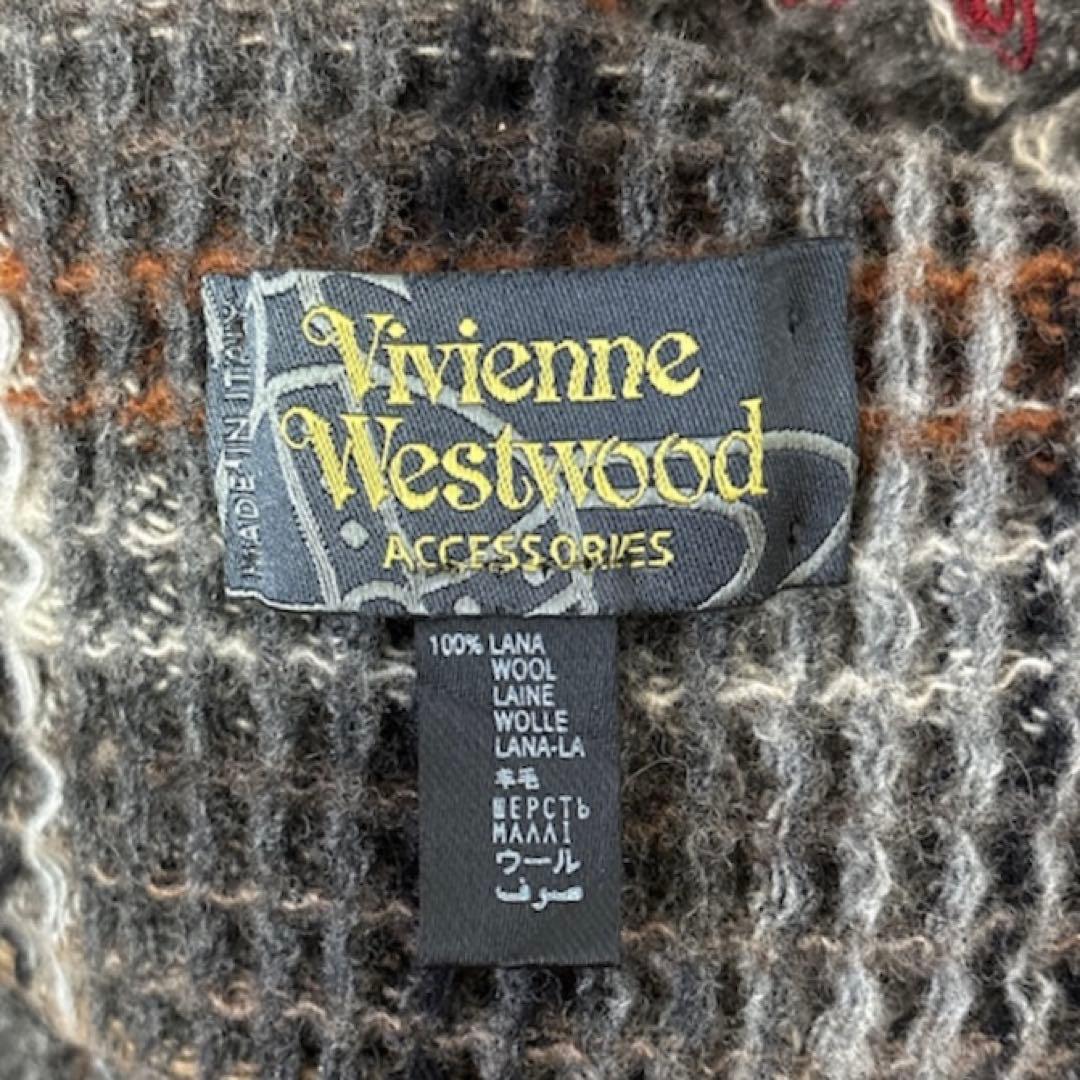 Vivienne
Westwood
ACCESSORIES
MADE IN ITALY
100% LANA
WOOL
LAINE
WOLLE
LANA-LA
羊毛
ШЕРСТЬ
ΜΑΛΛΙ
ウール
صوف